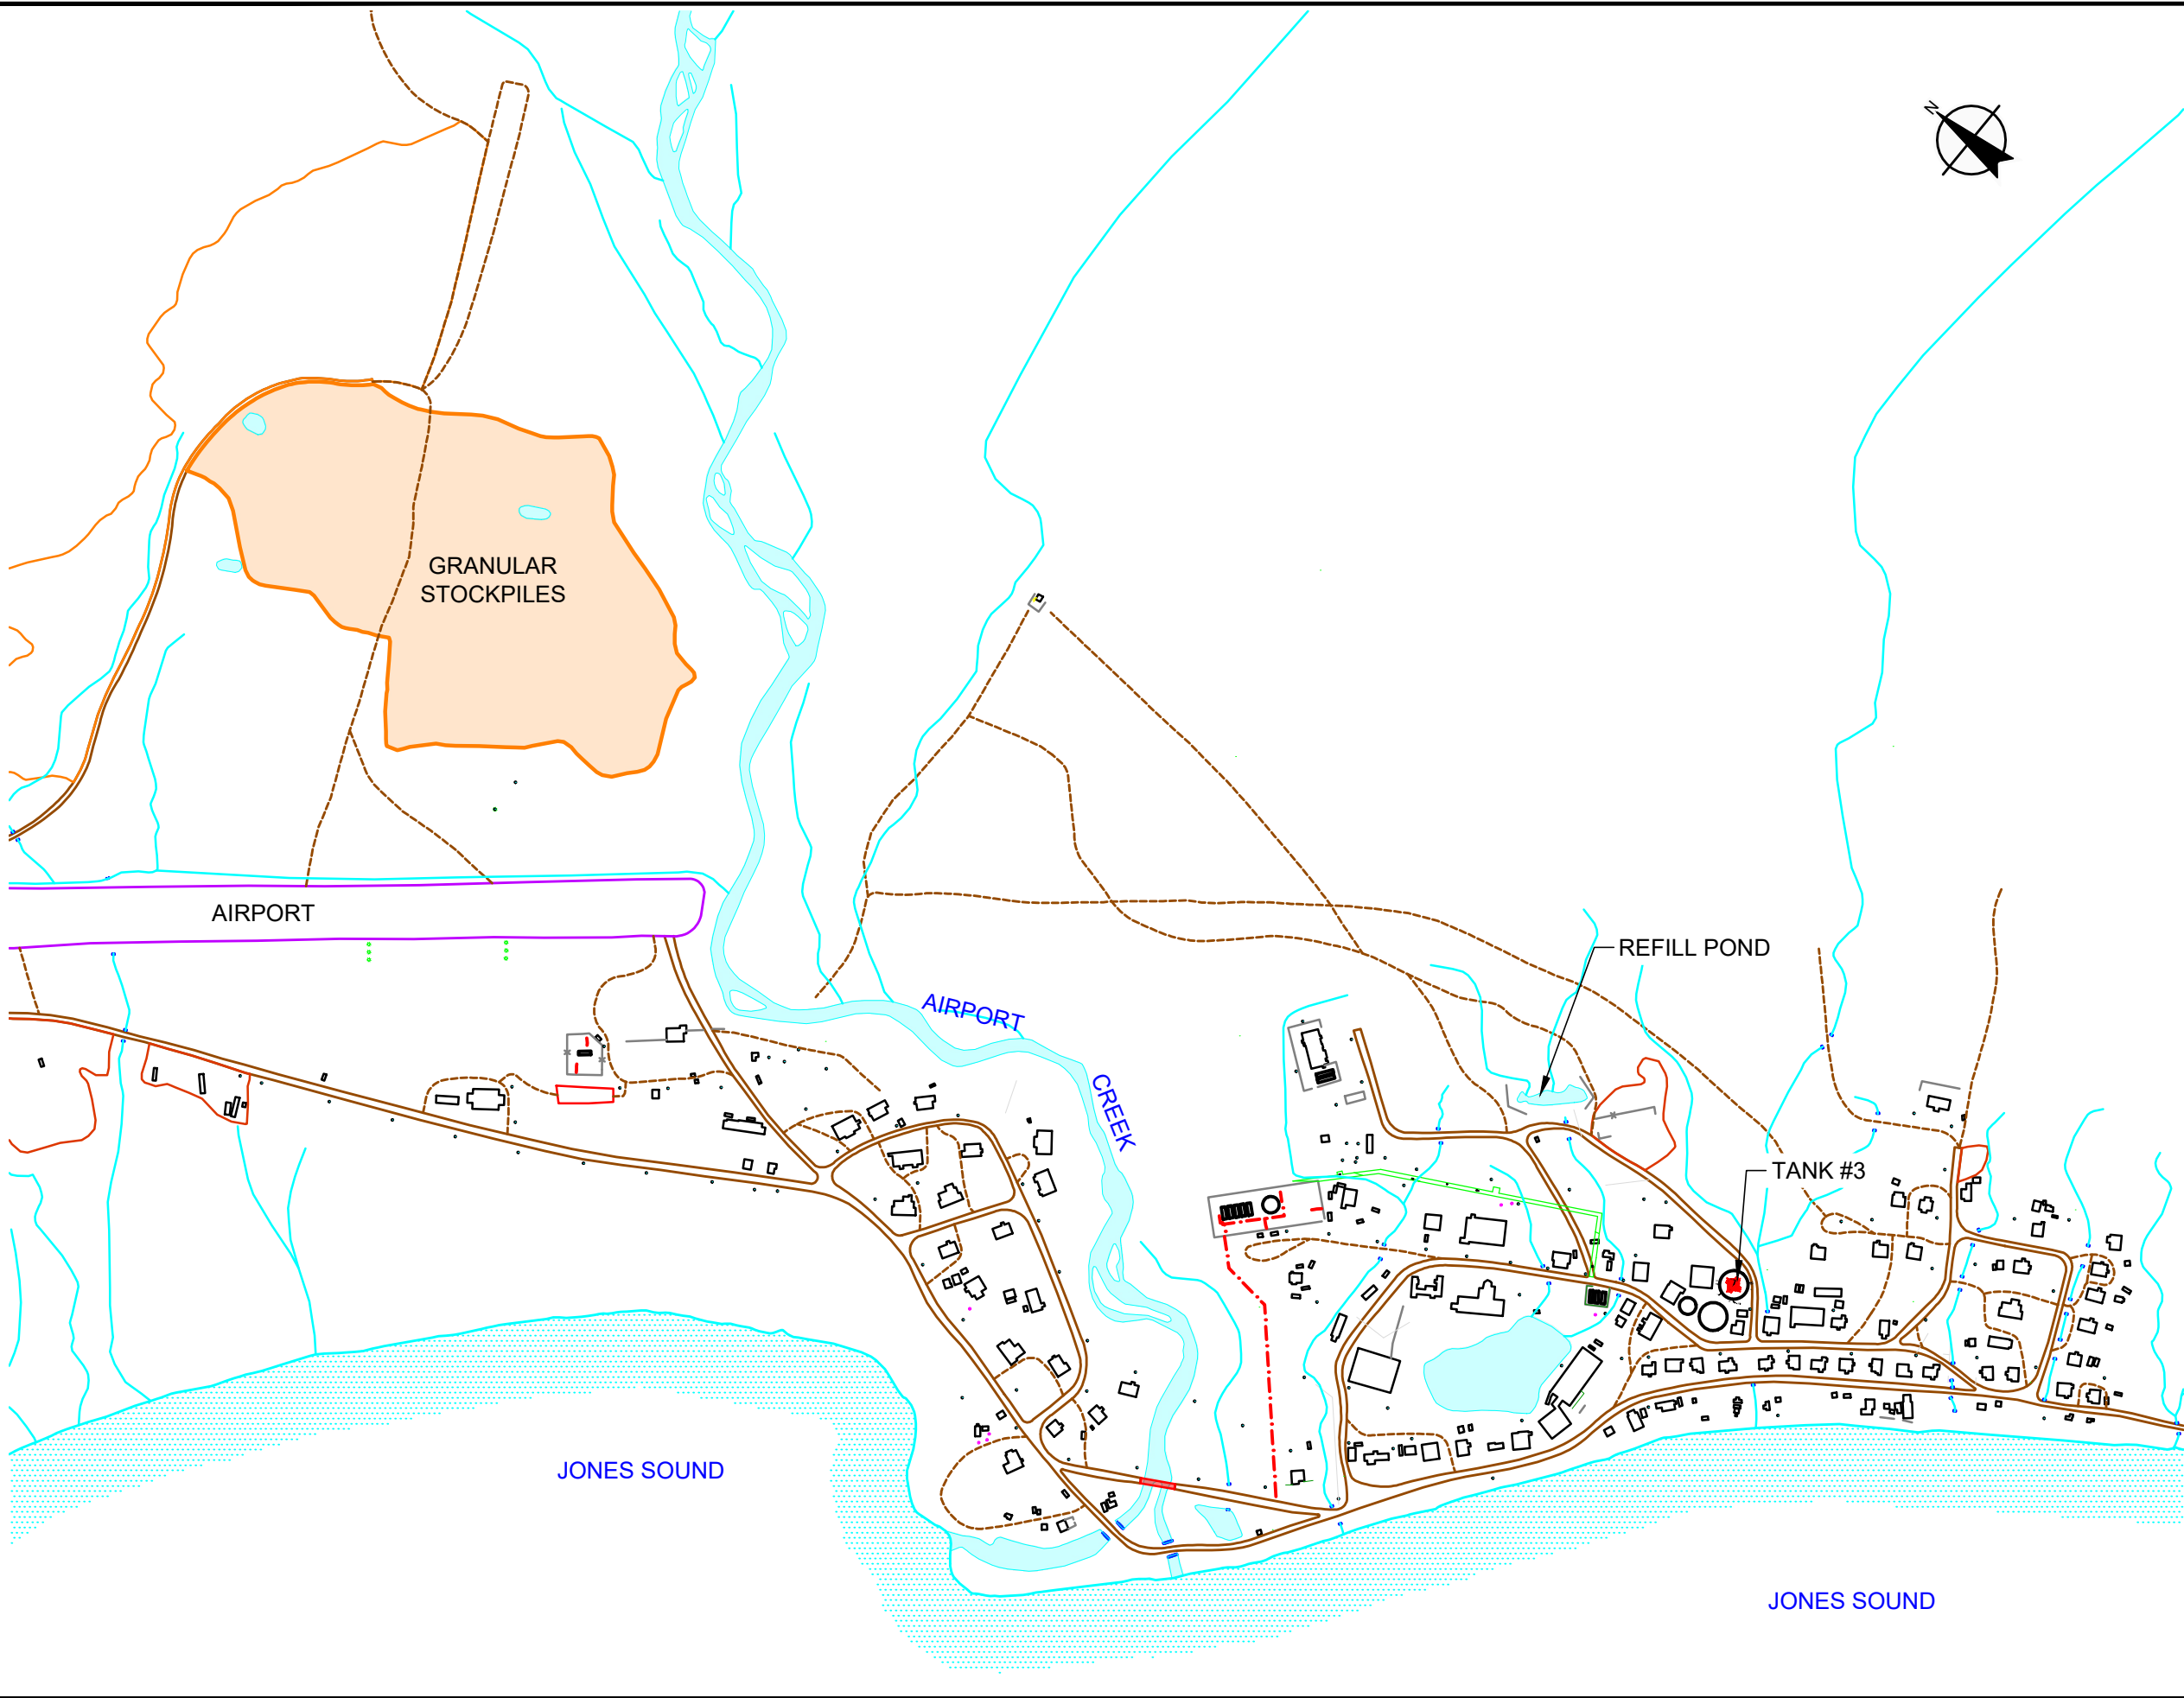 N
GRANULAR
STOCKPILES
AIRPORT
REFILL POND
AIRPORT
CREEK
TANK #3
JONES SOUND
JONES SOUND